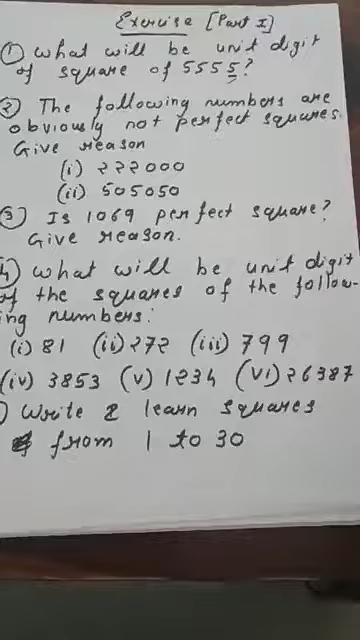 Exercise [Part I]
① What will be unit digit
of square of 5555?
② The following numbers are
obviously not perfect squares.
Give reason
(i) 222000
(ii) 505050
③ Is 1069 perfect square?
Give reason.
4) What will be unit digit
of the squares of the follow-
ing numbers:
(i) 81 (ii) 272 (iii) 799
(iv) 3853 (v) 1234 (vi) 26387
) Write & learn squares
from 1 to 30